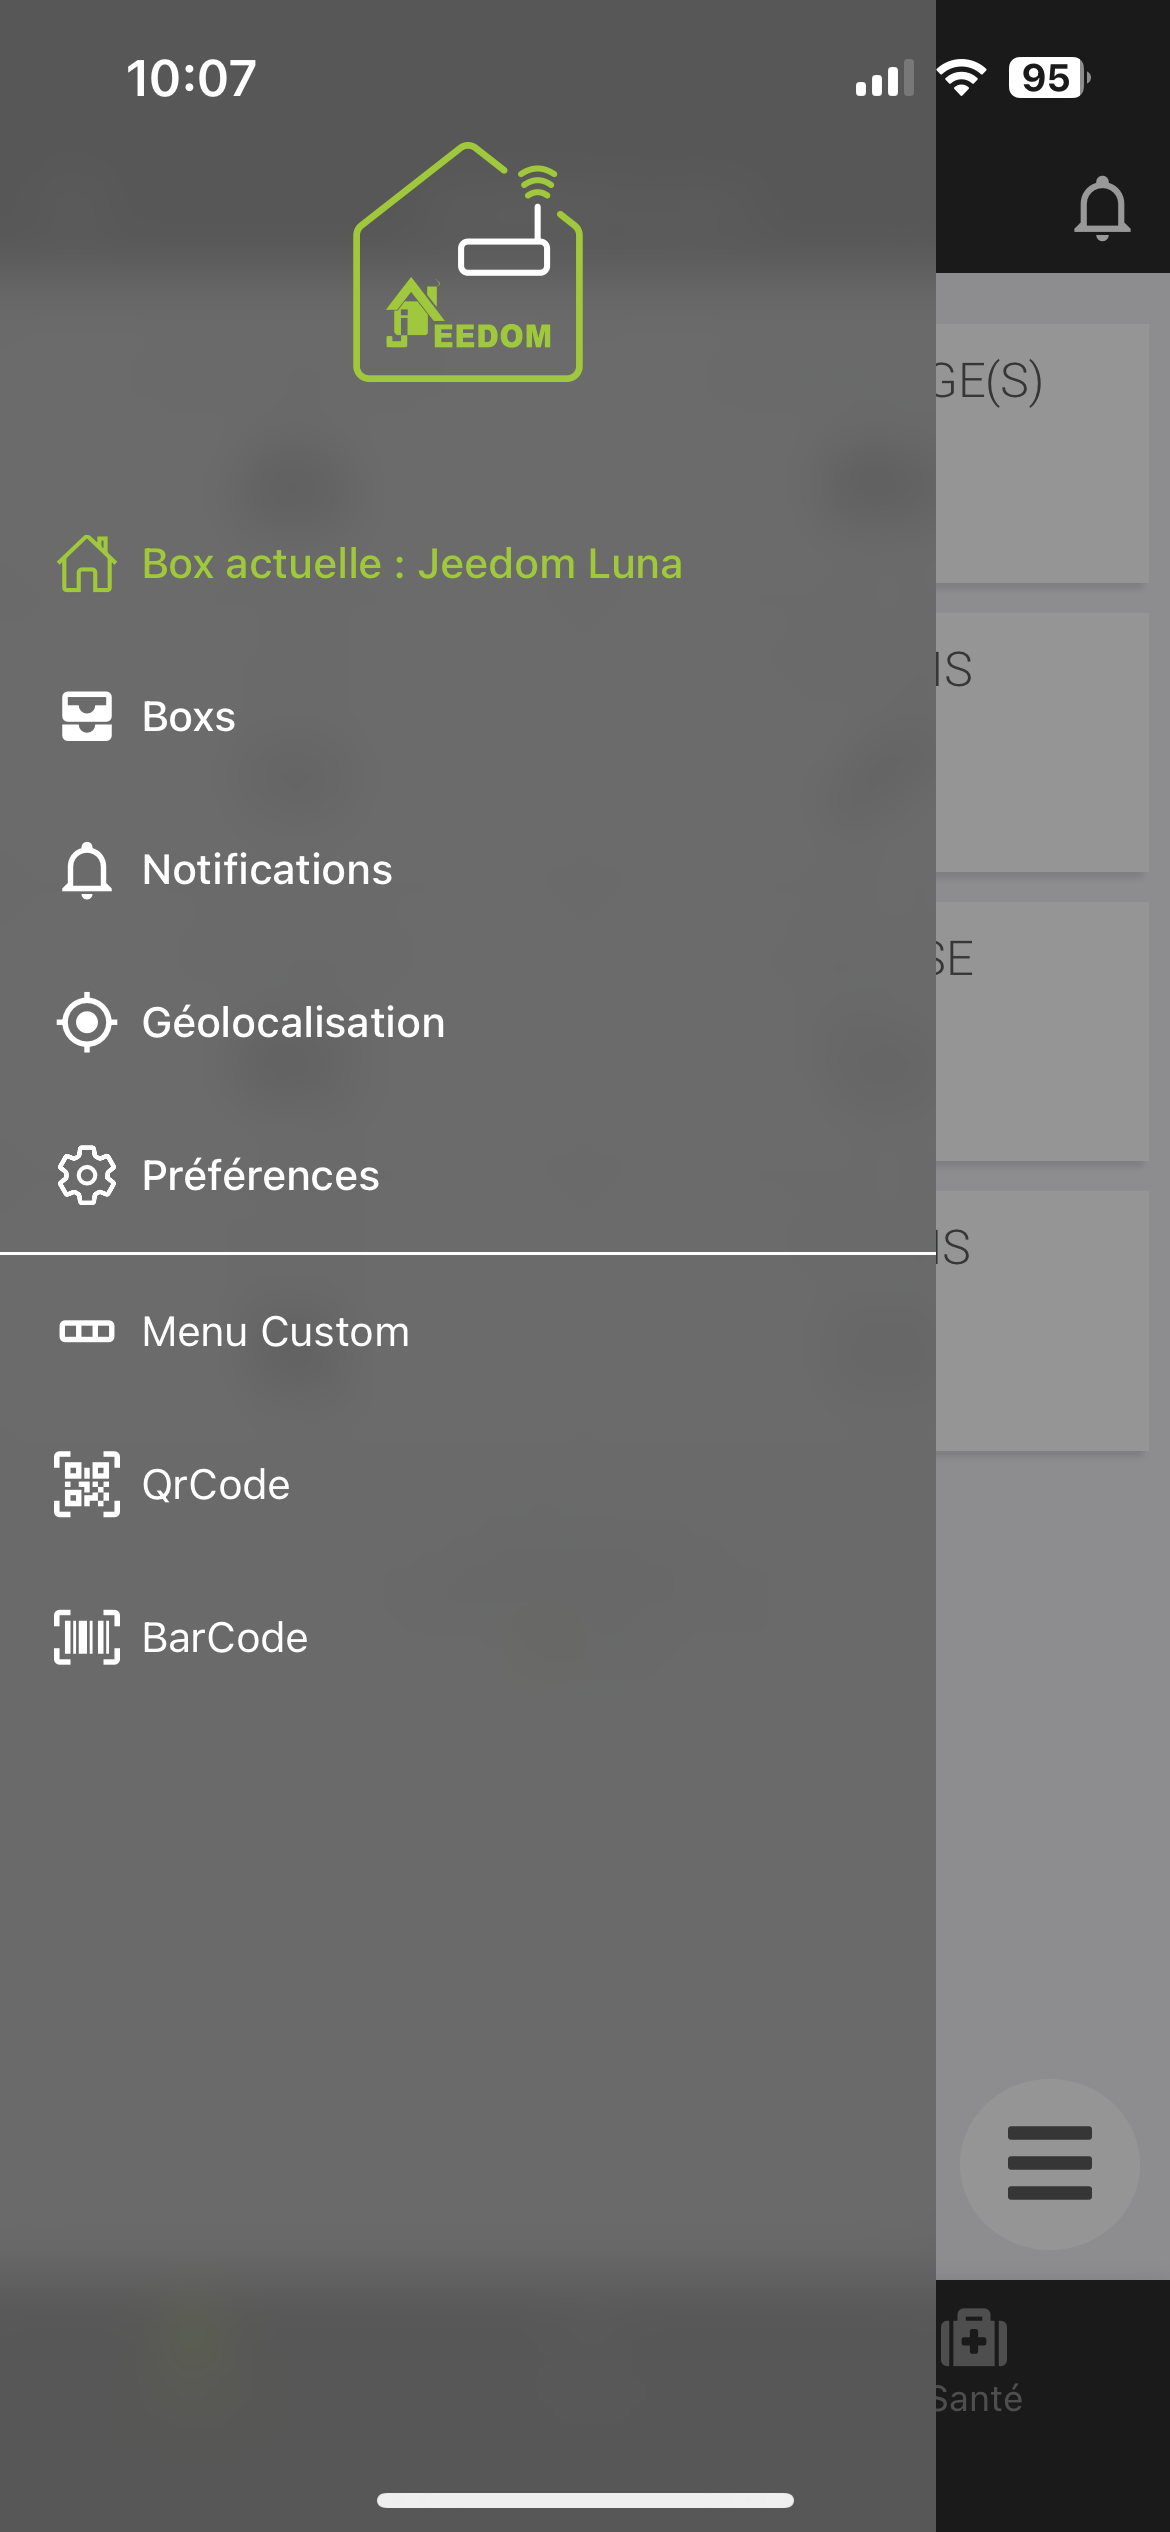 10:07
95
JEEDOM
GE(S)
Box actuelle : Jeedom Luna
IS
Boxs
Notifications
SE
Géolocalisation
Préférences
IS
Menu Custom
QrCode
BarCode
Santé